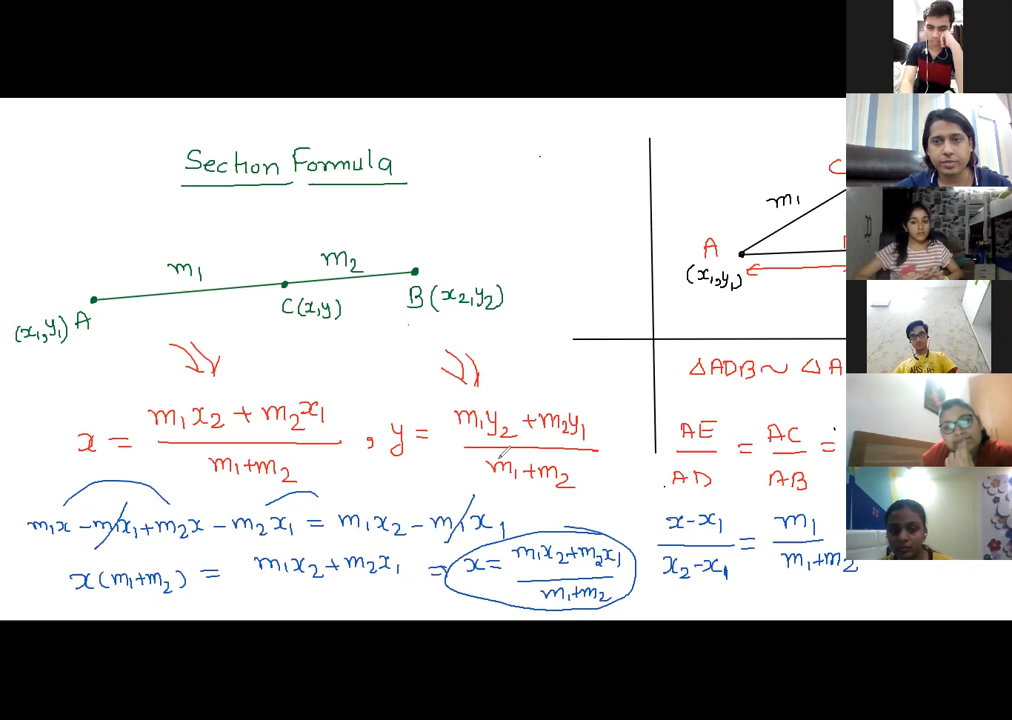 Section Formula
m₁ m₂
(x₁,y₁) A C(x,y) B(x₂,y₂)
x = (m₁x₂ + m₂x₁)/(m₁+m₂) , y = (m₁y₂ + m₂y₁)/(m₁+m₂)
m₁x - m₁x₁ + m₂x - m₂x₁ = m₁x₂ - m₁x₁
x(m₁+m₂) = m₁x₂ + m₂x₁ = x = (m₁x₂+m₂x₁)/(m₁+m₂)
C
m₁
A
(x₁,y₁)
△ADB ~ △A
AE/AD = AC/AB =
(x-x₁)/(x₂-x₁) = m₁/(m₁+m₂)